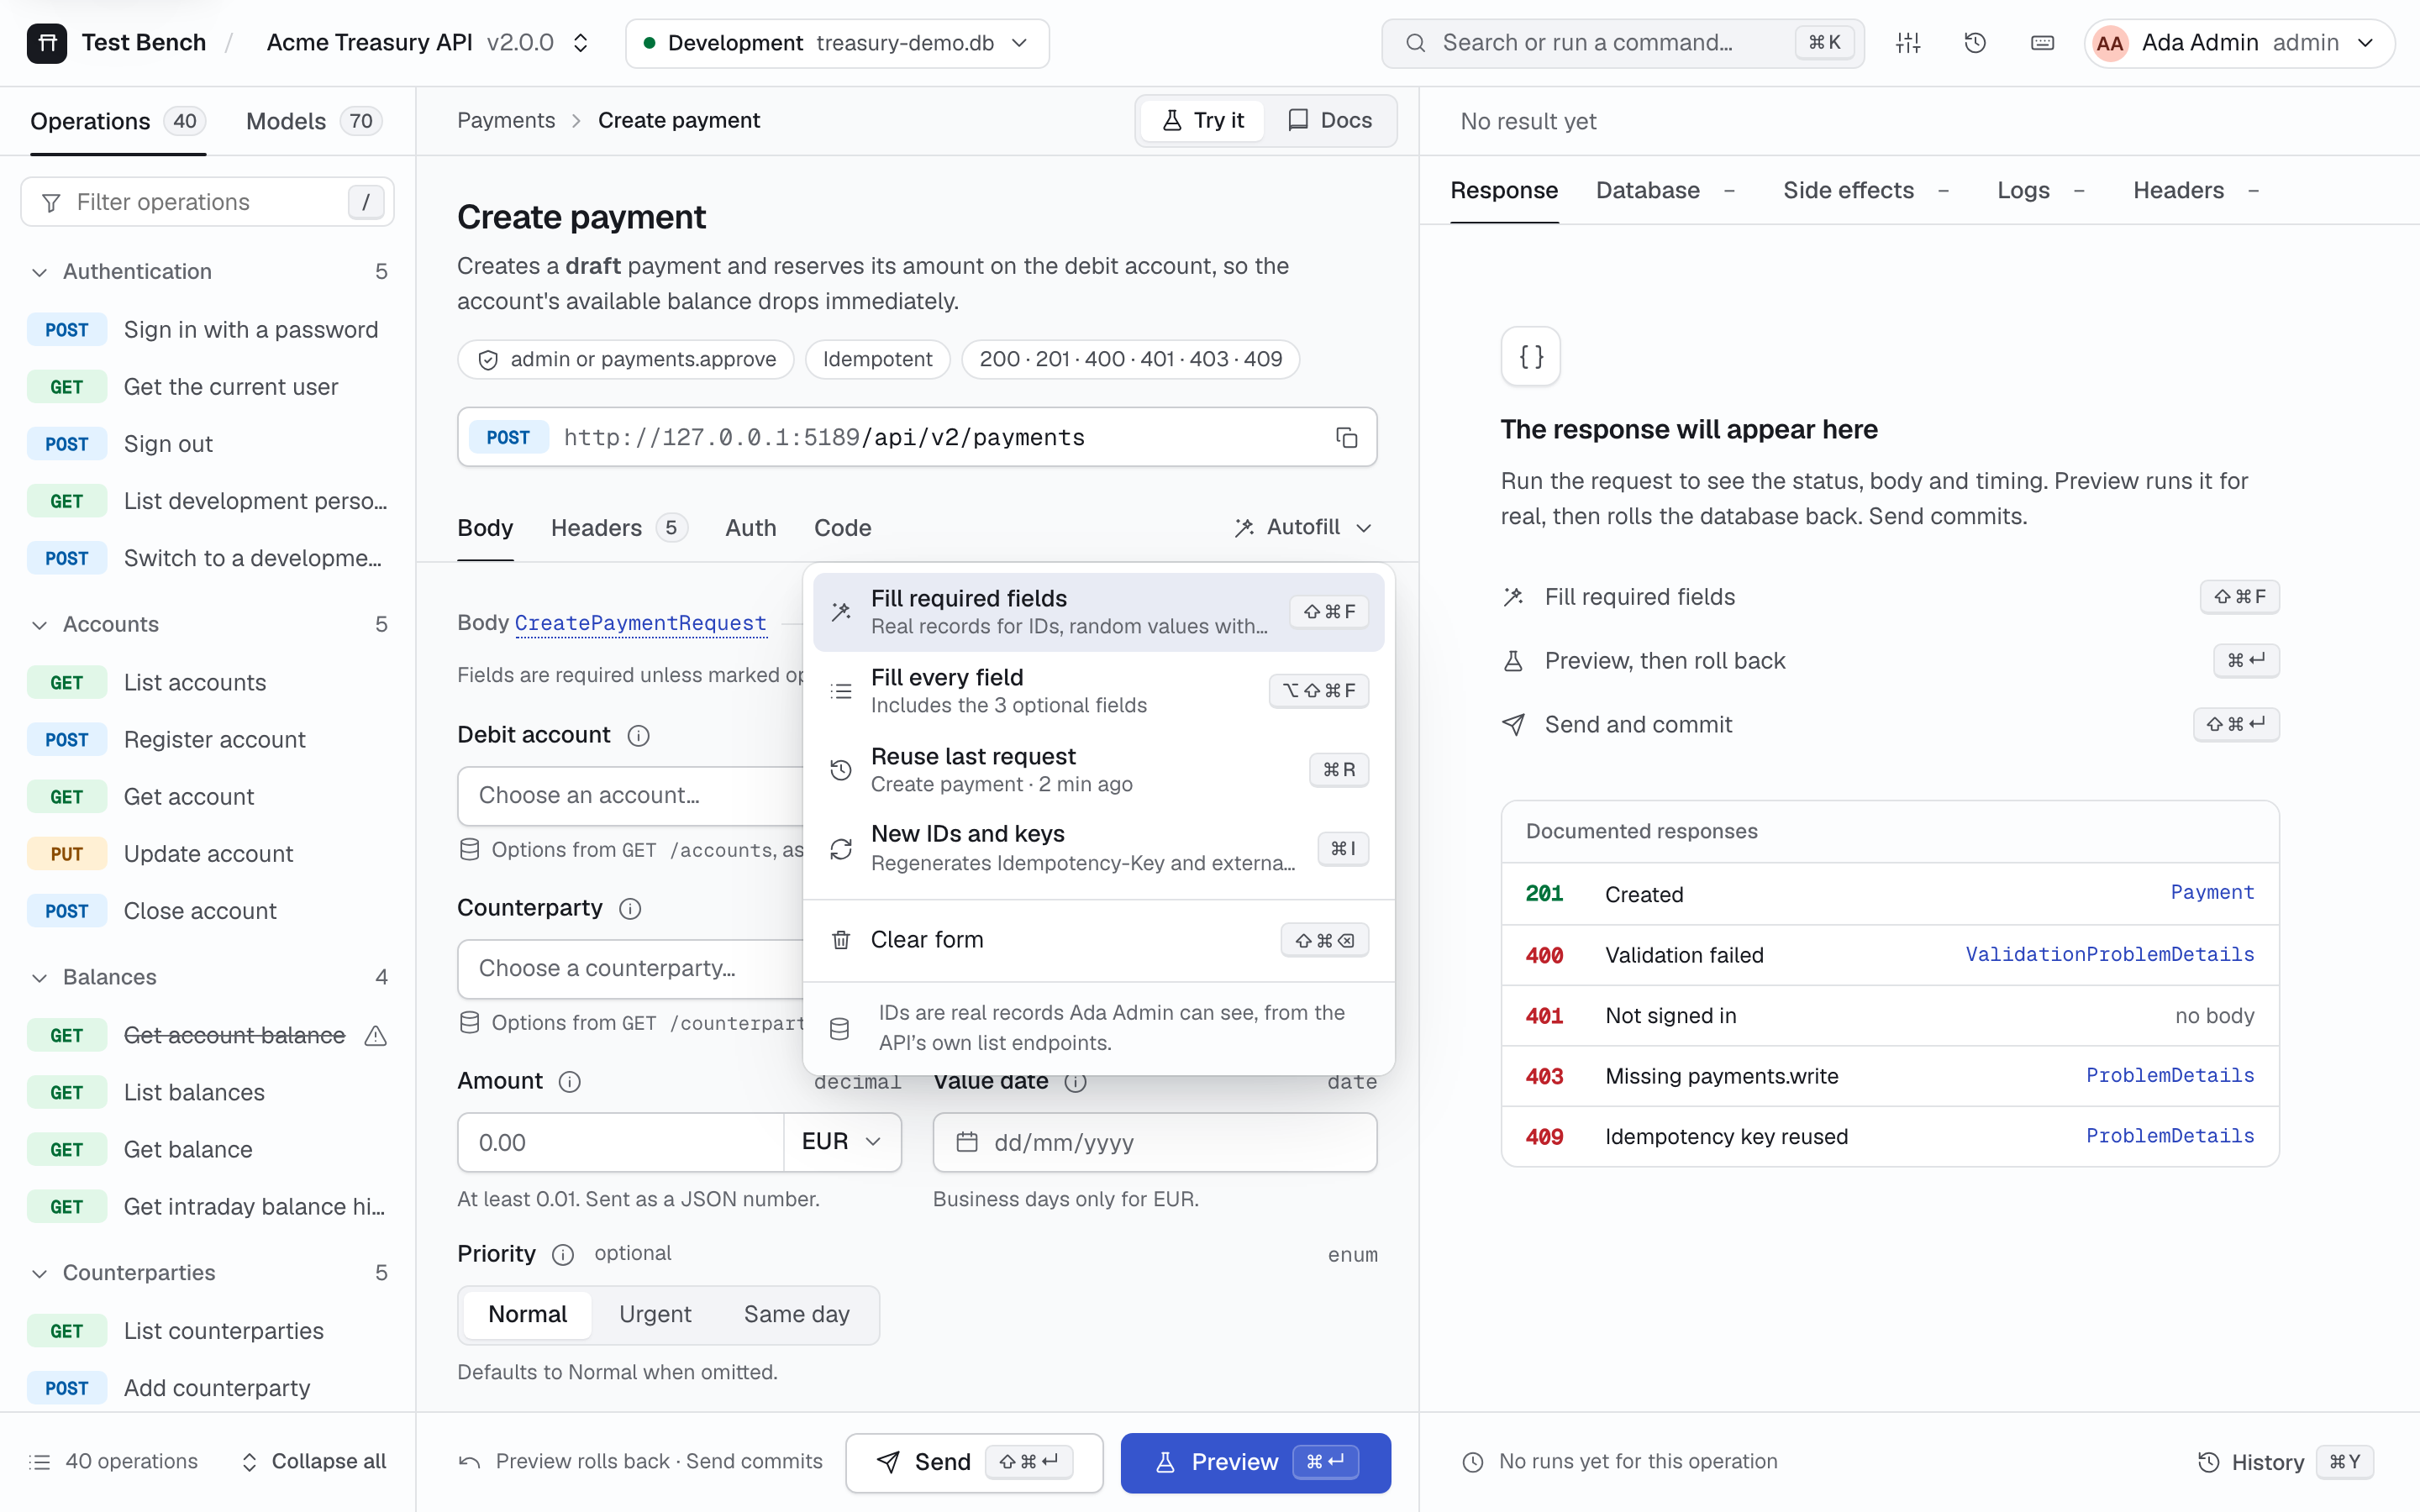 Test Bench / Acme Treasury API v2.0.0
Development treasury-demo.db
Search or run a command... ⌘K
AA Ada Admin admin
Operations 40 Models 70
Filter operations /
Authentication 5
POST Sign in with a password
GET Get the current user
POST Sign out
GET List development perso...
POST Switch to a developme...
Accounts 5
GET List accounts
POST Register account
GET Get account
PUT Update account
POST Close account
Balances 4
GET Get account balance
GET List balances
GET Get balance
GET Get intraday balance hi...
Counterparties 5
GET List counterparties
POST Add counterparty
40 operations Collapse all
Payments > Create payment
Try it Docs
Create payment
Creates a draft payment and reserves its amount on the debit account, so the
account's available balance drops immediately.
admin or payments.approve Idempotent 200 · 201 · 400 · 401 · 403 · 409
POST http://127.0.0.1:5189/api/v2/payments
Body Headers 5 Auth Code Autofill
Body CreatePaymentRequest
Fields are required unless marked op
Debit account
Choose an account...
Options from GET /accounts, as
Counterparty
Choose a counterparty...
Options from GET /counterpart
Fill required fields ⇧⌘F
Real records for IDs, random values with...
Fill every field ⌥⇧⌘F
Includes the 3 optional fields
Reuse last request ⌘R
Create payment · 2 min ago
New IDs and keys ⌘I
Regenerates Idempotency-Key and externa...
Clear form ⇧⌘⌫
IDs are real records Ada Admin can see, from the
API's own list endpoints.
Amount decimal Value date date
0.00 EUR dd/mm/yyyy
At least 0.01. Sent as a JSON number. Business days only for EUR.
Priority optional enum
Normal Urgent Same day
Defaults to Normal when omitted.
Preview rolls back · Send commits Send ⇧⌘↵ Preview ⌘↵
No result yet
Response Database – Side effects – Logs – Headers –
{}
The response will appear here
Run the request to see the status, body and timing. Preview runs it for
real, then rolls the database back. Send commits.
Fill required fields ⇧⌘F
Preview, then roll back ⌘↵
Send and commit ⇧⌘↵
Documented responses
201 Created Payment
400 Validation failed ValidationProblemDetails
401 Not signed in no body
403 Missing payments.write ProblemDetails
409 Idempotency key reused ProblemDetails
No runs yet for this operation History ⌘Y